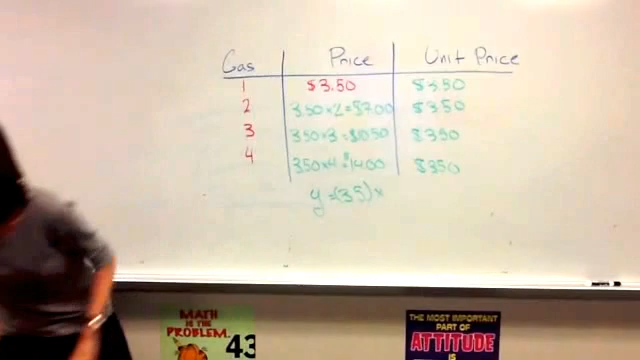 Gas Price Unit Price
1 $3.50 $3.50
2 3.50×2=$7.00 $3.50
3 3.50×3=$10.50 $3.50
4 3.50×4=$14.00 $3.50
y=(3.5)x
MATH
IS THE
PROBLEM.
43
THE MOST IMPORTANT
PART OF
ATTITUDE
IS